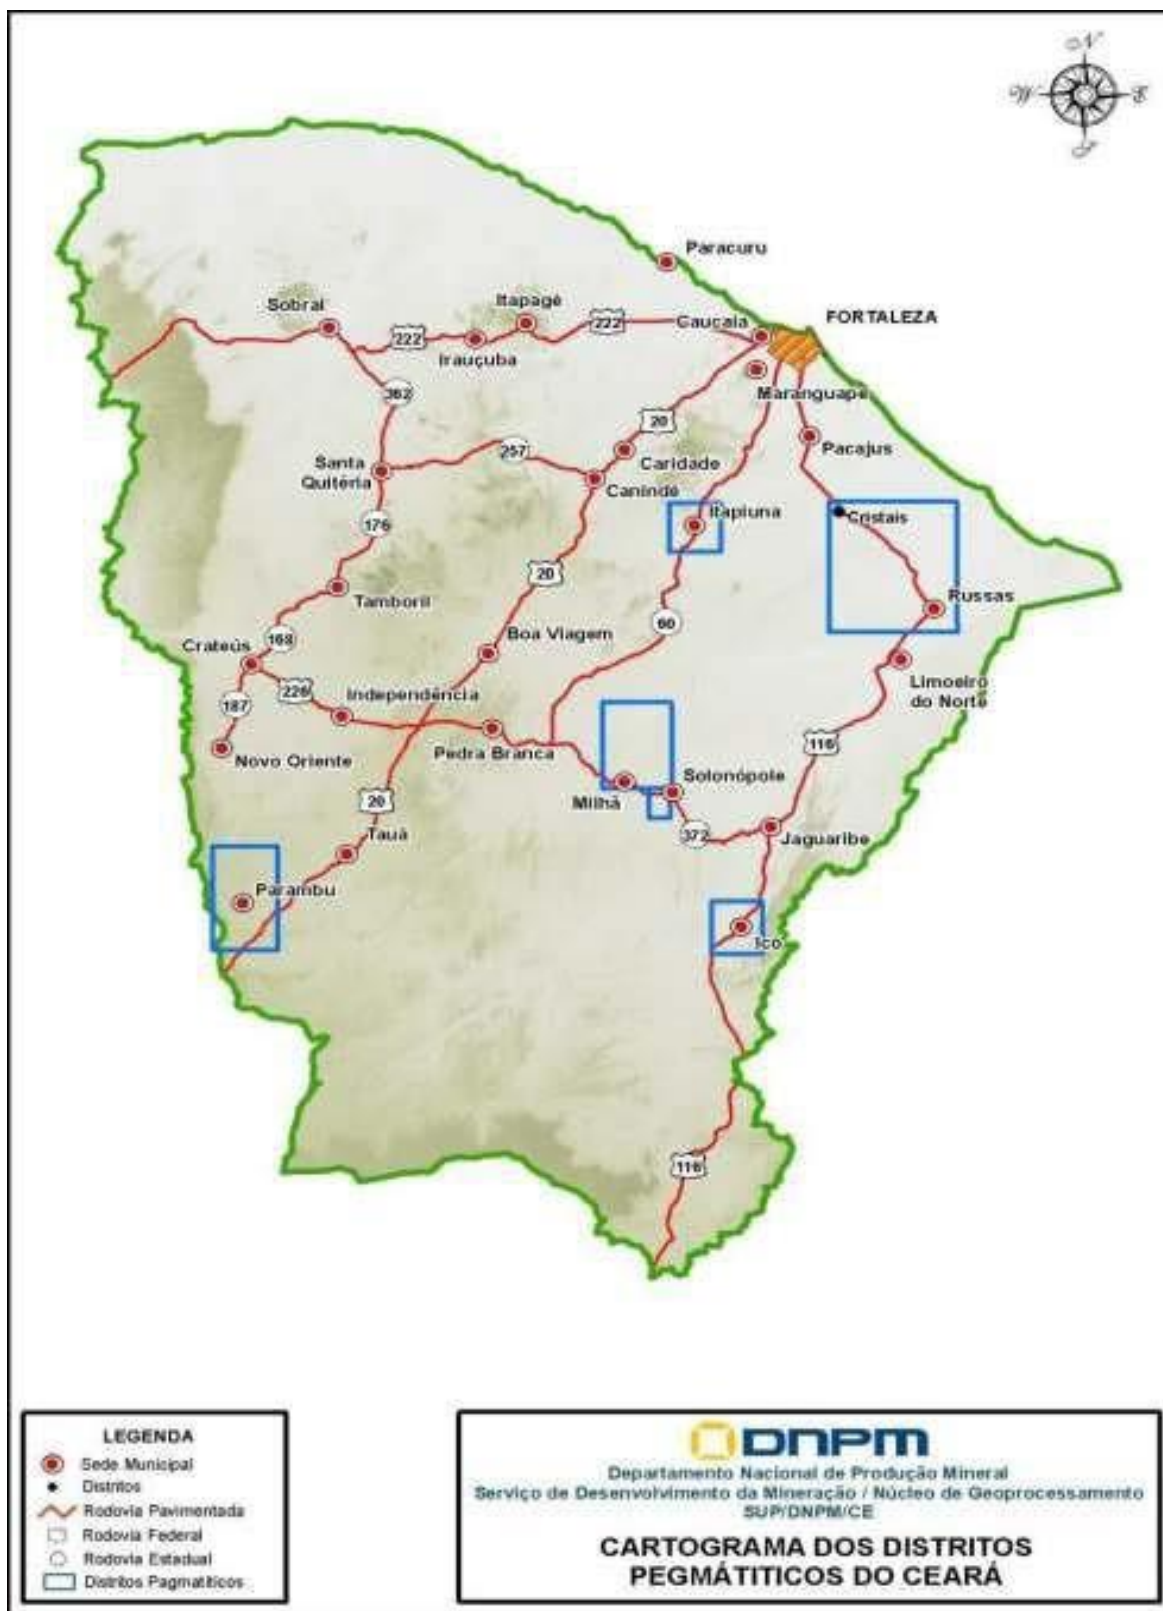 N
W E
S
Paracuru
Sobral
Itapagé
222
222
Irauçuba
Caucaia
FORTALEZA
362
Maranguape
20
Pacajus
257
Santa
Quitéria
Caridade
Canindé
176
Itapiuna
Cristais
20
Tamboril
Russas
168
60
Crateús
Boa Viagem
Limoeiro
do Norte
226
Independência
187
116
Novo Oriente
Pedra Branca
Solonópole
20
Milhã
372
Tauá
Jaguaribe
Parambu
Icó
116
LEGENDA
Sede Municipal
Distritos
Rodovia Pavimentada
Rodovia Federal
Rodovia Estadual
Distritos Pagmatíticos
DNPM
Departamento Nacional de Produção Mineral
Serviço de Desenvolvimento da Mineração / Núcleo de Geoprocessamento
SUP/DNPM/CE
CARTOGRAMA DOS DISTRITOS
PEGMÁTITICOS DO CEARÁ